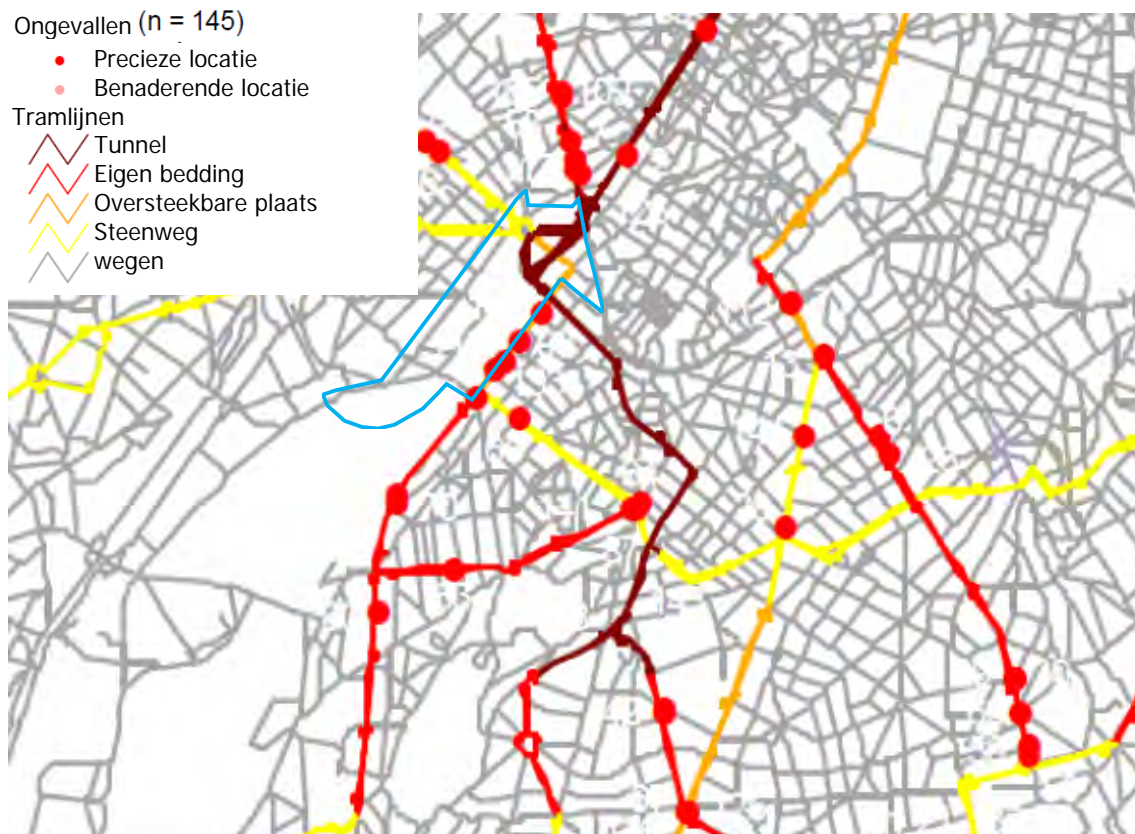 Ongevallen (n = 145)
Precieze locatie
Benaderende locatie
Tramlijnen
Tunnel
Eigen bedding
Oversteekbare plaats
Steenweg
wegen